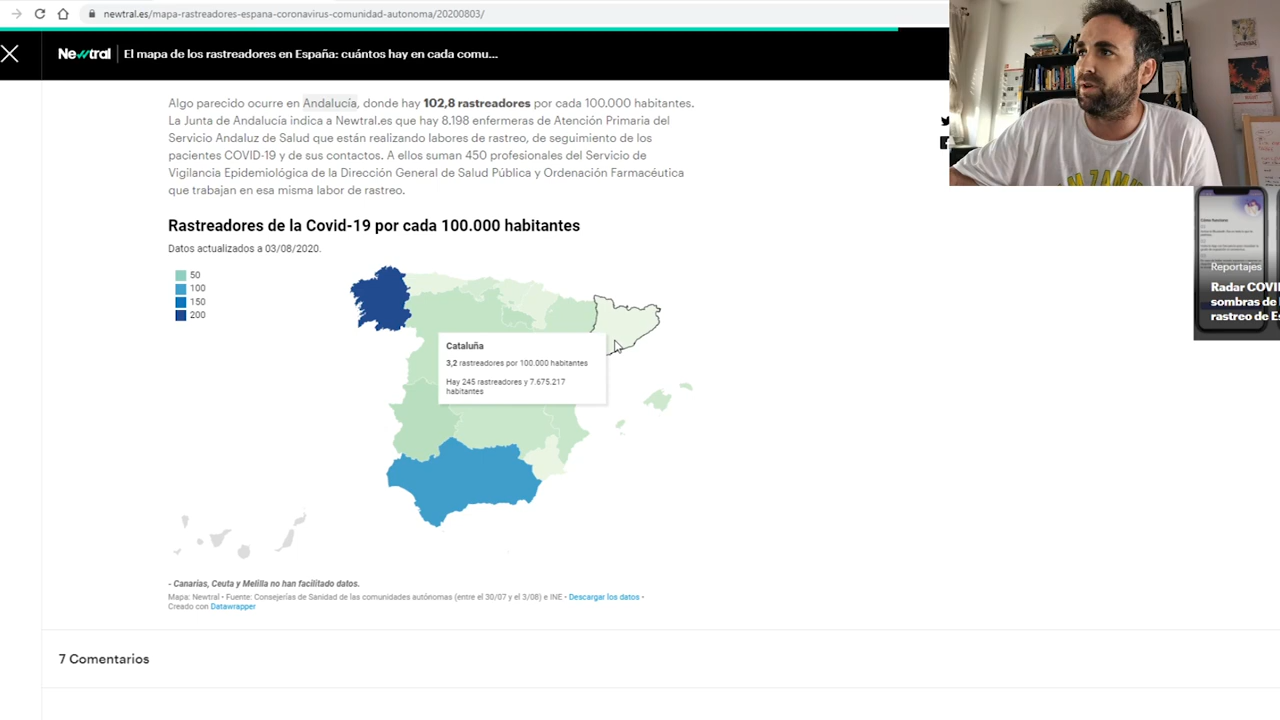 newtral.es/mapa-rastreadores-espana-coronavirus-comunidad-autonoma/20200803/
Newtral
El mapa de los rastreadores en España: cuántos hay en cada comu...
Algo parecido ocurre en Andalucía, donde hay 102,8 rastreadores por cada 100.000 habitantes.
La Junta de Andalucía indica a Newtral.es que hay 8.198 enfermeras de Atención Primaria del
Servicio Andaluz de Salud que están realizando labores de rastreo, de seguimiento de los
pacientes COVID-19 y de sus contactos. A ellos suman 450 profesionales del Servicio de
Vigilancia Epidemiológica de la Dirección General de Salud Pública y Ordenación Farmacéutica
que trabajan en esa misma labor de rastreo.
Rastreadores de la Covid-19 por cada 100.000 habitantes
Datos actualizados a 03/08/2020.
50
100
150
200
Cataluña
3,2 rastreadores por 100.000 habitantes
Hay 245 rastreadores y 7.675.217
habitantes
- Canarias, Ceuta y Melilla no han facilitado datos.
Mapa: Newtral • Fuente: Consejerías de Sanidad de las comunidades autónomas (entre el 30/07 y el 3/08) e INE • Descargar los datos •
Creado con Datawrapper
7 Comentarios
Reportajes
Radar COVI
sombras de
rastreo de Es